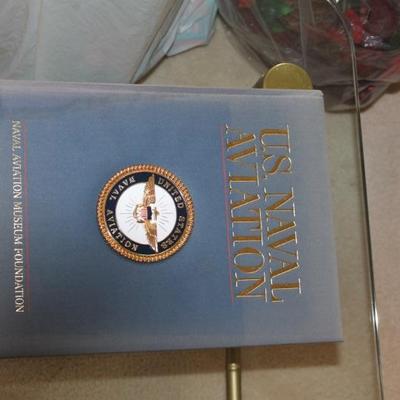 U.S. NAVAL
AVIATION
UNITED STATES
NAVAL AVIATION
NAVAL AVIATION MUSEUM FOUNDATION